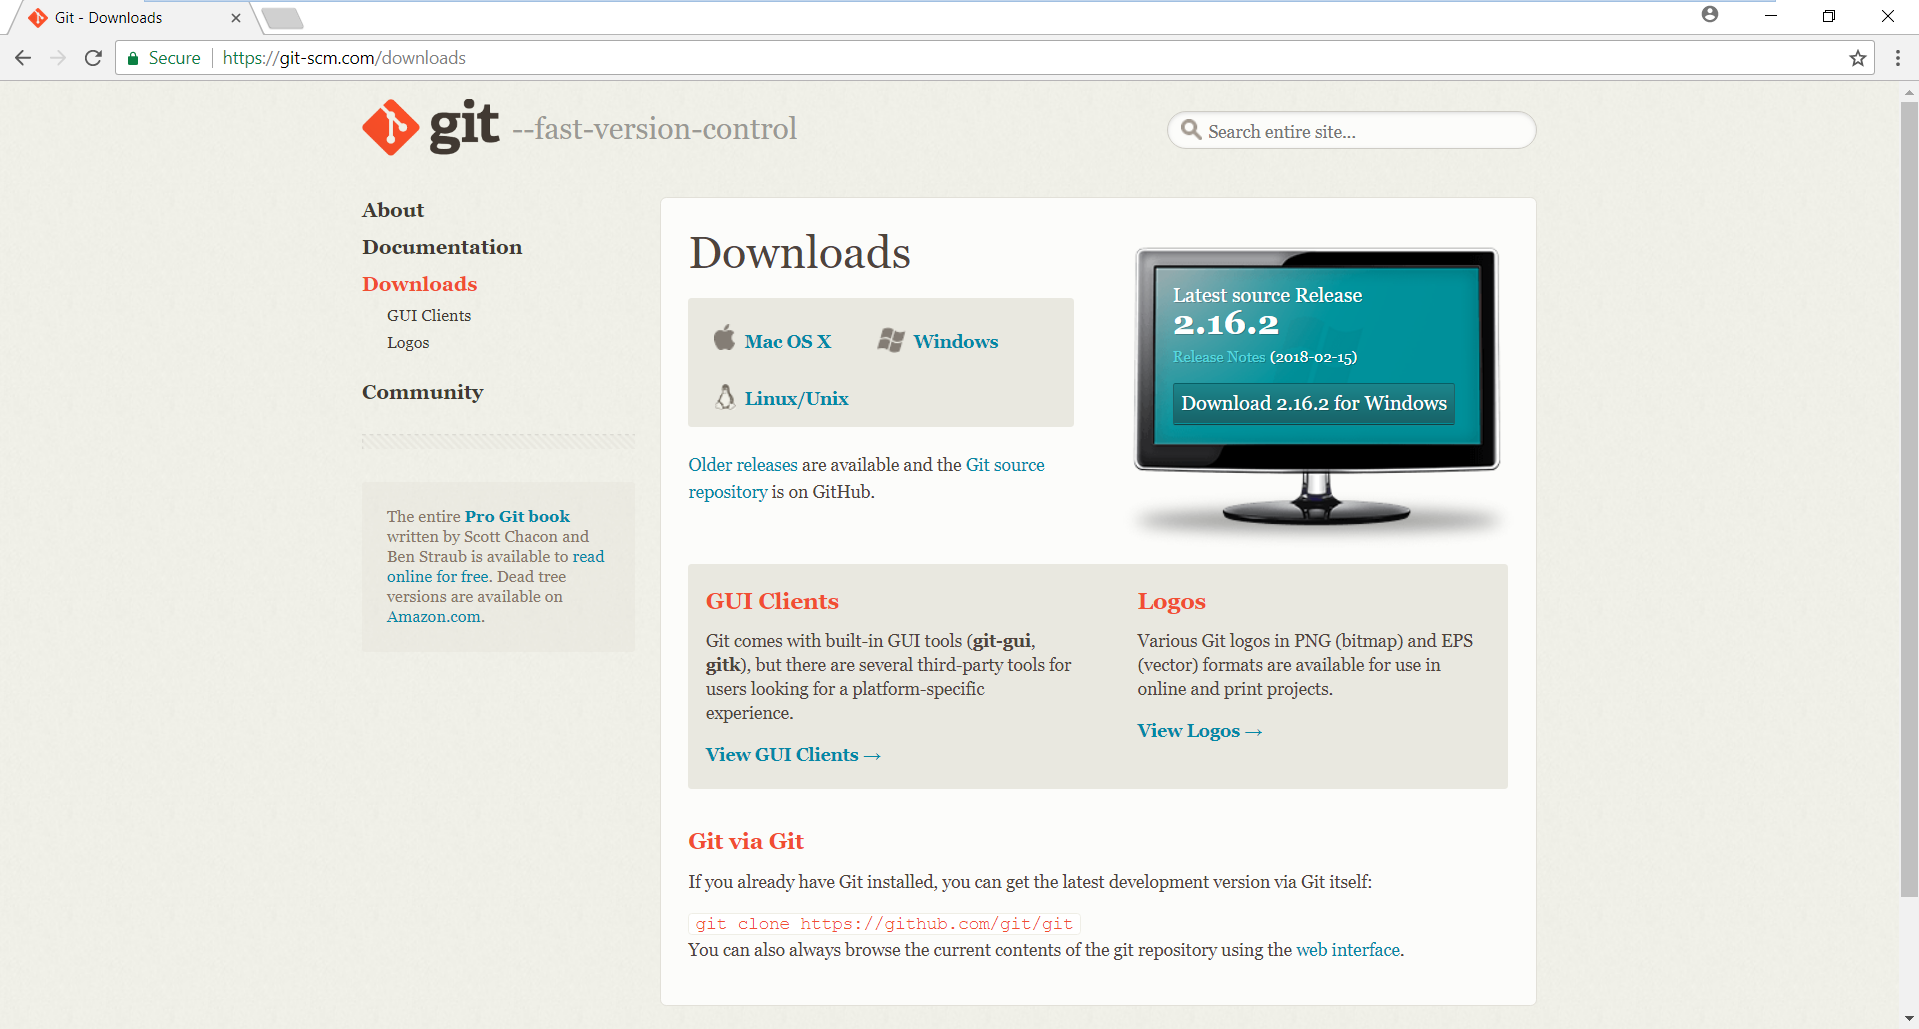 Git - Downloads
Secure
https://git-scm.com/downloads
git --fast-version-control
Search entire site...
About
Documentation
Downloads
GUI Clients
Logos
Community
The entire Pro Git book
written by Scott Chacon and
Ben Straub is available to read
online for free. Dead tree
versions are available on
Amazon.com.
Downloads
Mac OS X
Windows
Linux/Unix
Older releases are available and the Git source
repository is on GitHub.
Latest source Release
2.16.2
Release Notes (2018-02-15)
Download 2.16.2 for Windows
GUI Clients
Git comes with built-in GUI tools (git-gui,
gitk), but there are several third-party tools for
users looking for a platform-specific
experience.
View GUI Clients →
Logos
Various Git logos in PNG (bitmap) and EPS
(vector) formats are available for use in
online and print projects.
View Logos →
Git via Git
If you already have Git installed, you can get the latest development version via Git itself:
git clone https://github.com/git/git
You can also always browse the current contents of the git repository using the web interface.